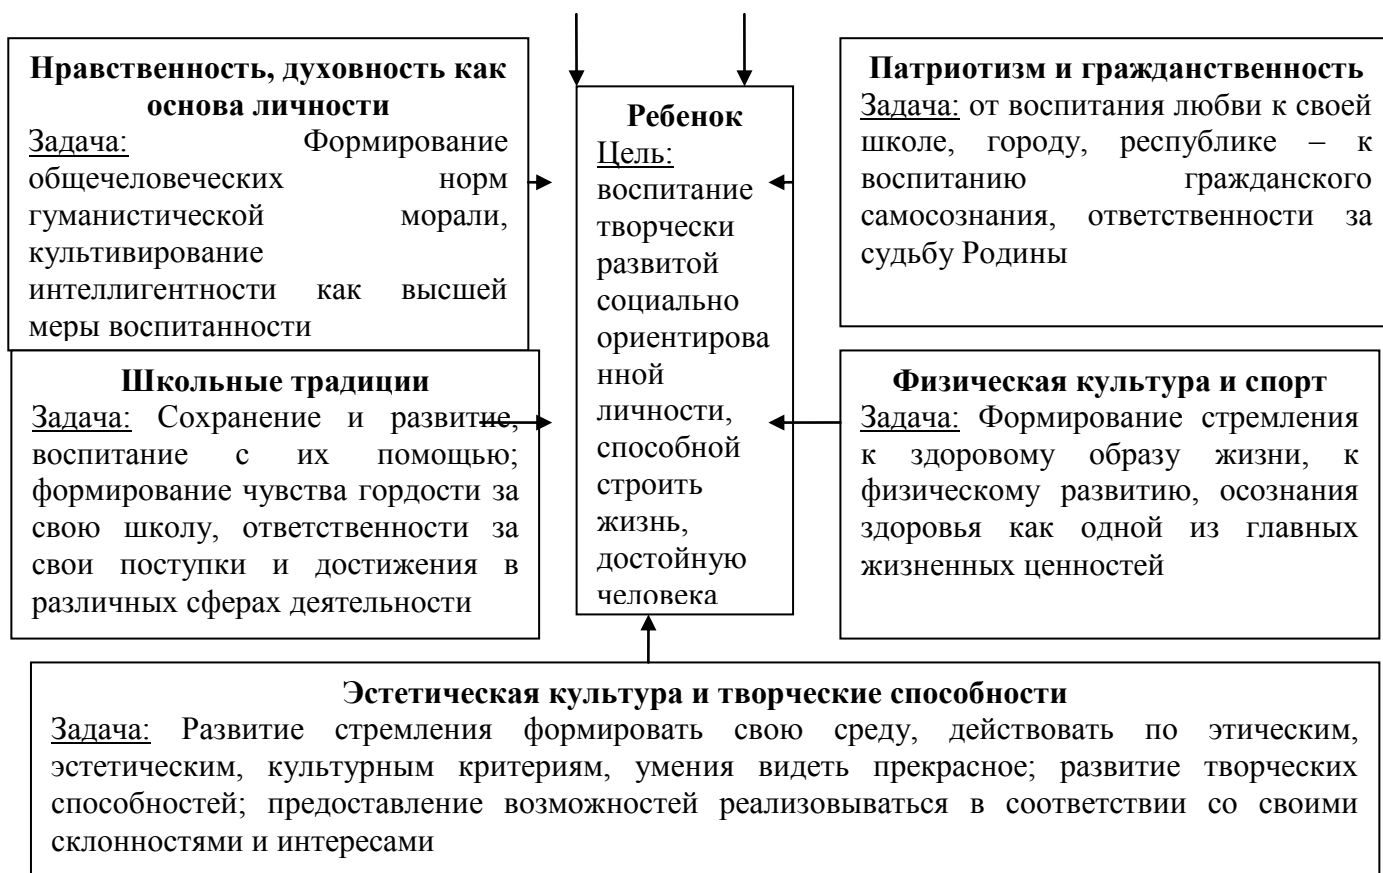 Нравственность, духовность как
основа личности
Задача: Формирование
общечеловеческих норм
гуманистической морали,
культивирование
интеллигентности как высшей
меры воспитанности
Школьные традиции
Задача: Сохранение и развитие,
воспитание с их помощью;
формирование чувства гордости за
свою школу, ответственности за
свои поступки и достижения в
различных сферах деятельности
Ребенок
Цель:
воспитание
творчески
развитой
социально
ориентирова
нной
личности,
способной
строить
жизнь,
достойную
человека
Патриотизм и гражданственность
Задача: от воспитания любви к своей
школе, городу, республике – к
воспитанию гражданского
самосознания, ответственности за
судьбу Родины
Физическая культура и спорт
Задача: Формирование стремления
к здоровому образу жизни, к
физическому развитию, осознания
здоровья как одной из главных
жизненных ценностей
Эстетическая культура и творческие способности
Задача: Развитие стремления формировать свою среду, действовать по этическим,
эстетическим, культурным критериям, умения видеть прекрасное; развитие творческих
способностей; предоставление возможностей реализовываться в соответствии со своими
склонностями и интересами